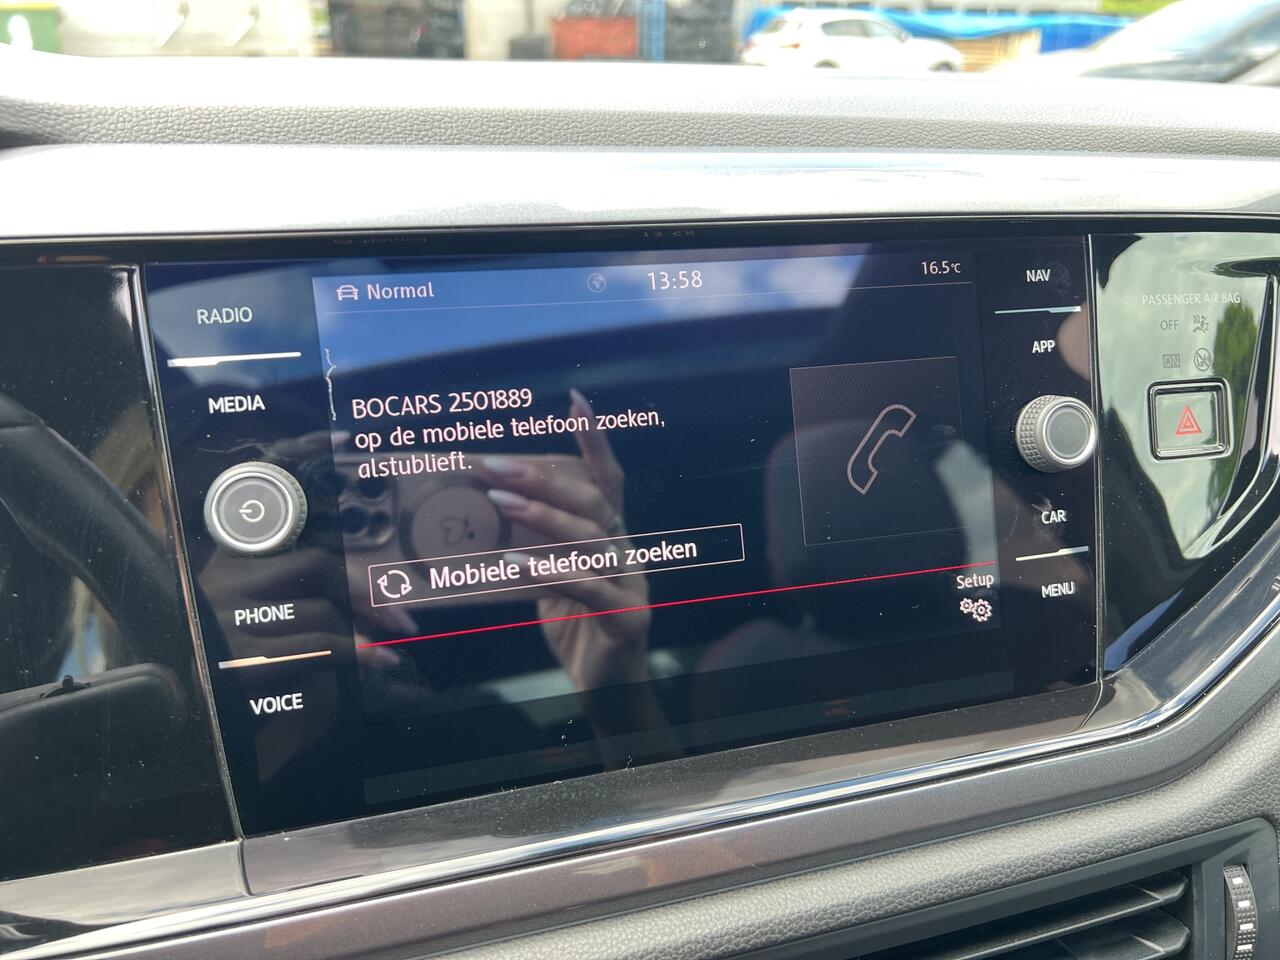 Normal
13:58
16.5°C
RADIO
MEDIA
PHONE
VOICE
BOCARS 2501889
op de mobiele telefoon zoeken,
alstublieft.
Mobiele telefoon zoeken
Setup
NAV
APP
CAR
MENU
PASSENGER AIR BAG
OFF
ON